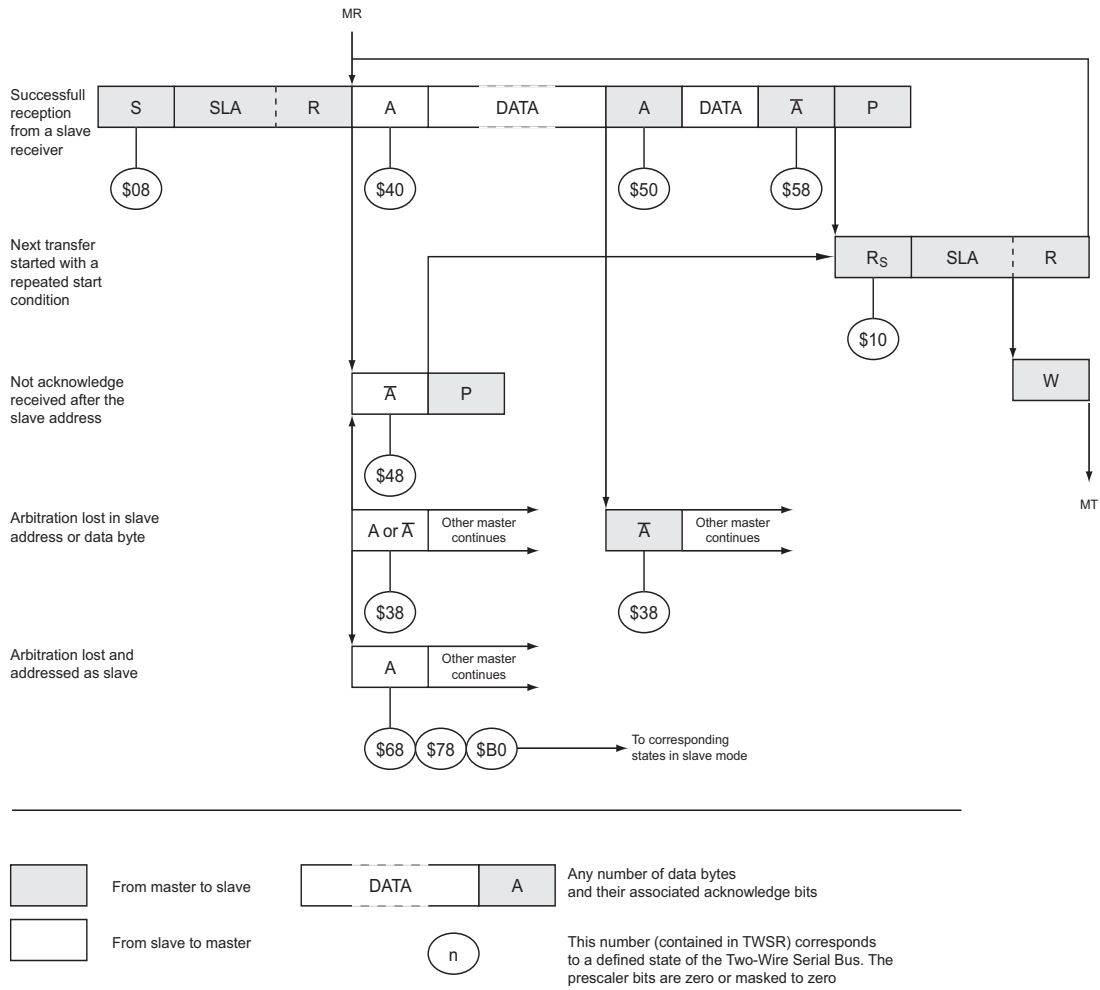 MR
Successfull
reception
from a slave
receiver
S SLA R A DATA A DATA A̅ P
$08 $40 $50 $58
Next transfer
started with a
repeated start
condition
RS SLA R
$10
Not acknowledge
received after the
slave address
A̅ P
W
$48
MT
Arbitration lost in slave
address or data byte
A or A̅ Other master
continues
A̅ Other master
continues
$38 $38
Arbitration lost and
addressed as slave
A Other master
continues
$68 $78 $B0
To corresponding
states in slave mode
From master to slave
DATA A
Any number of data bytes
and their associated acknowledge bits
From slave to master
n
This number (contained in TWSR) corresponds
to a defined state of the Two-Wire Serial Bus. The
prescaler bits are zero or masked to zero